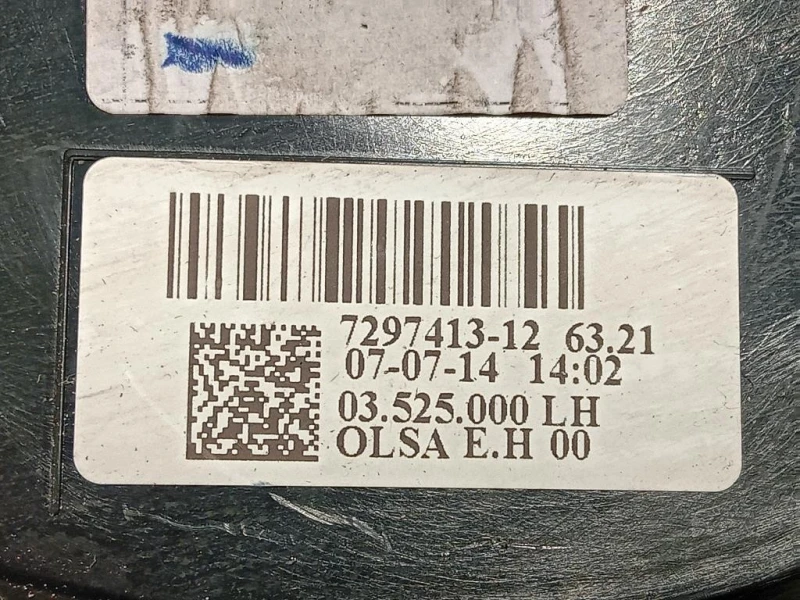 7297413-12 63.21
07-07-14 14:02
03.525.000 LH
OLSA E.H 00